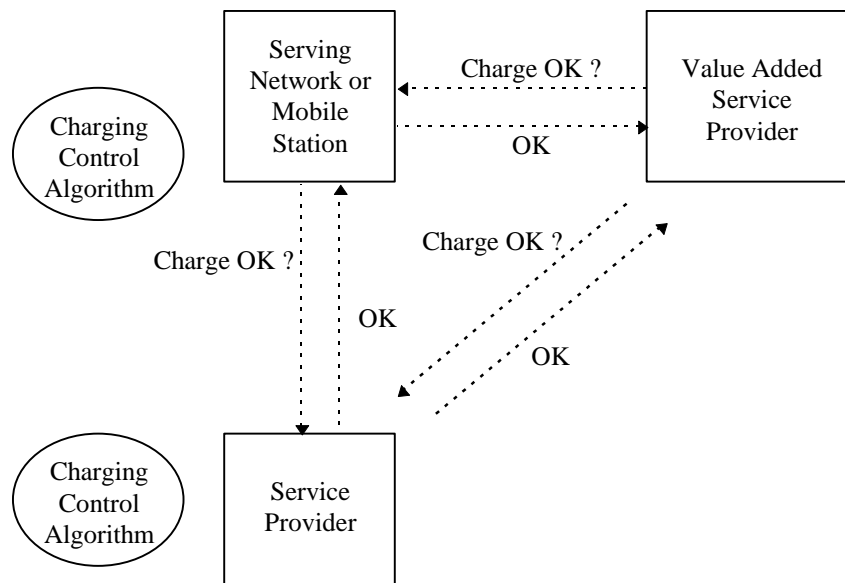 Serving
Network or
Mobile
Station
Charge OK ?
OK
Value Added
Service
Provider
Charging
Control
Algorithm
Charge OK ?
OK
Charge OK ?
OK
Charging
Control
Algorithm
Service
Provider